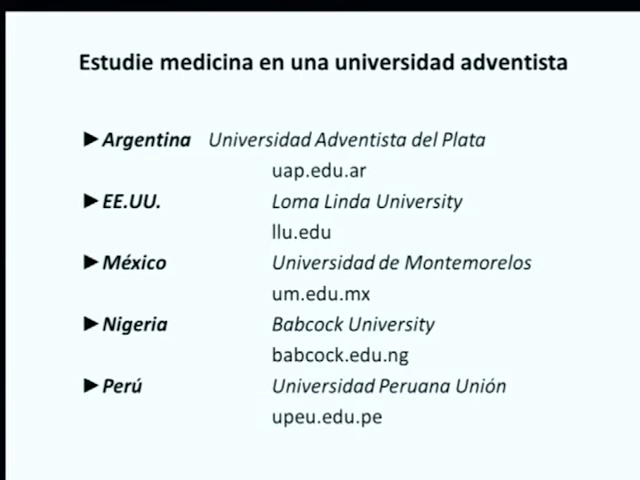 Estudie medicina en una universidad adventista
►Argentina Universidad Adventista del Plata
uap.edu.ar
►EE.UU. Loma Linda University
llu.edu
►México Universidad de Montemorelos
um.edu.mx
►Nigeria Babcock University
babcock.edu.ng
►Perú Universidad Peruana Unión
upeu.edu.pe